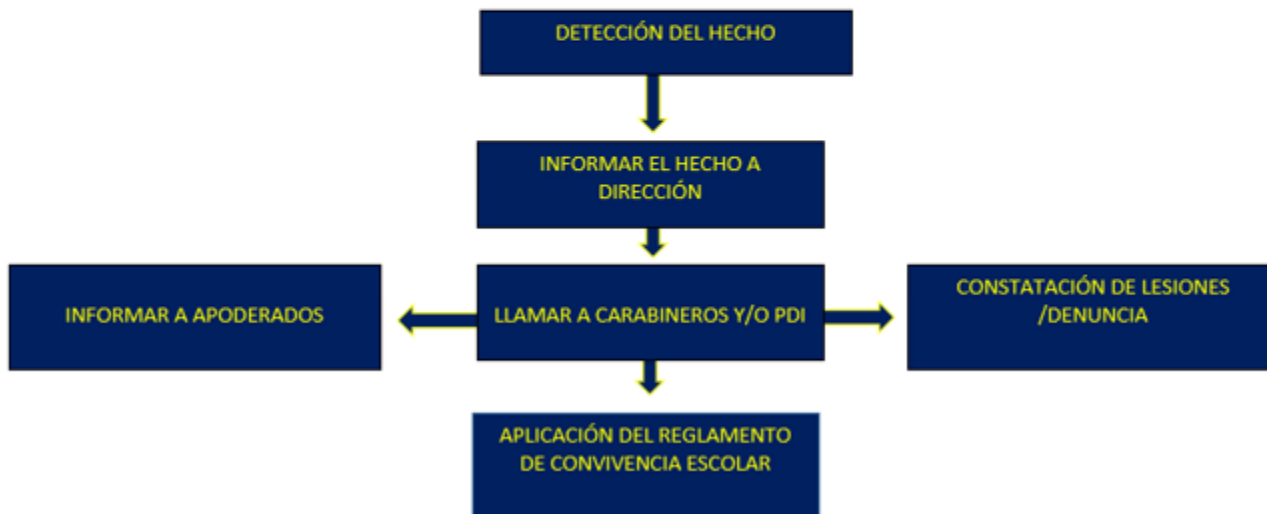 DETECCIÓN DEL HECHO
INFORMAR EL HECHO A
DIRECCIÓN
INFORMAR A APODERADOS
LLAMAR A CARABINEROS Y/O PDI
CONSTATACIÓN DE LESIONES
/DENUNCIA
APLICACIÓN DEL REGLAMENTO
DE CONVIVENCIA ESCOLAR